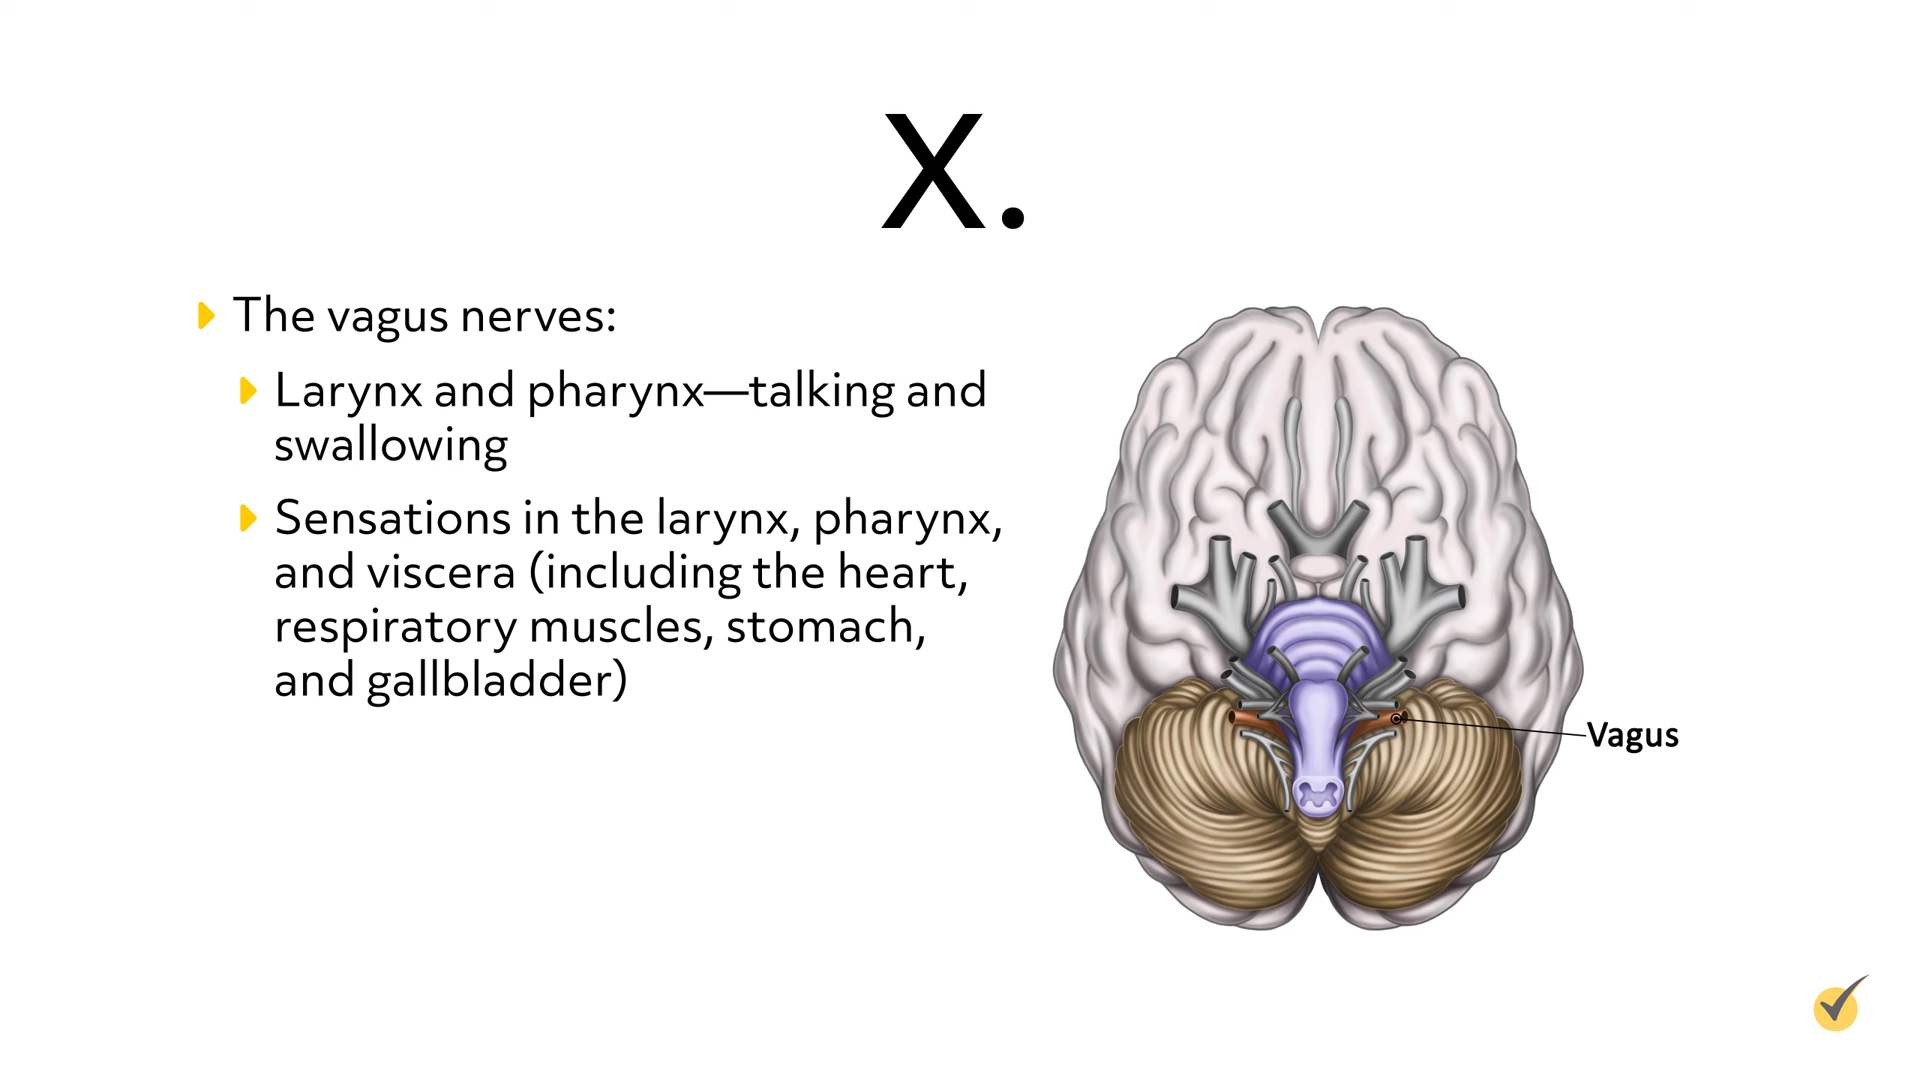 X.
The vagus nerves:
Larynx and pharynx—talking and
swallowing
Sensations in the larynx, pharynx,
and viscera (including the heart,
respiratory muscles, stomach,
and gallbladder)
Vagus